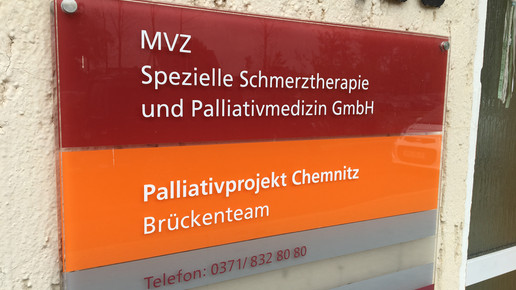 MVZ
Spezielle Schmerztherapie
und Palliativmedizin GmbH
Palliativprojekt Chemnitz
Brückenteam
Telefon: 0371/ 832 80 80